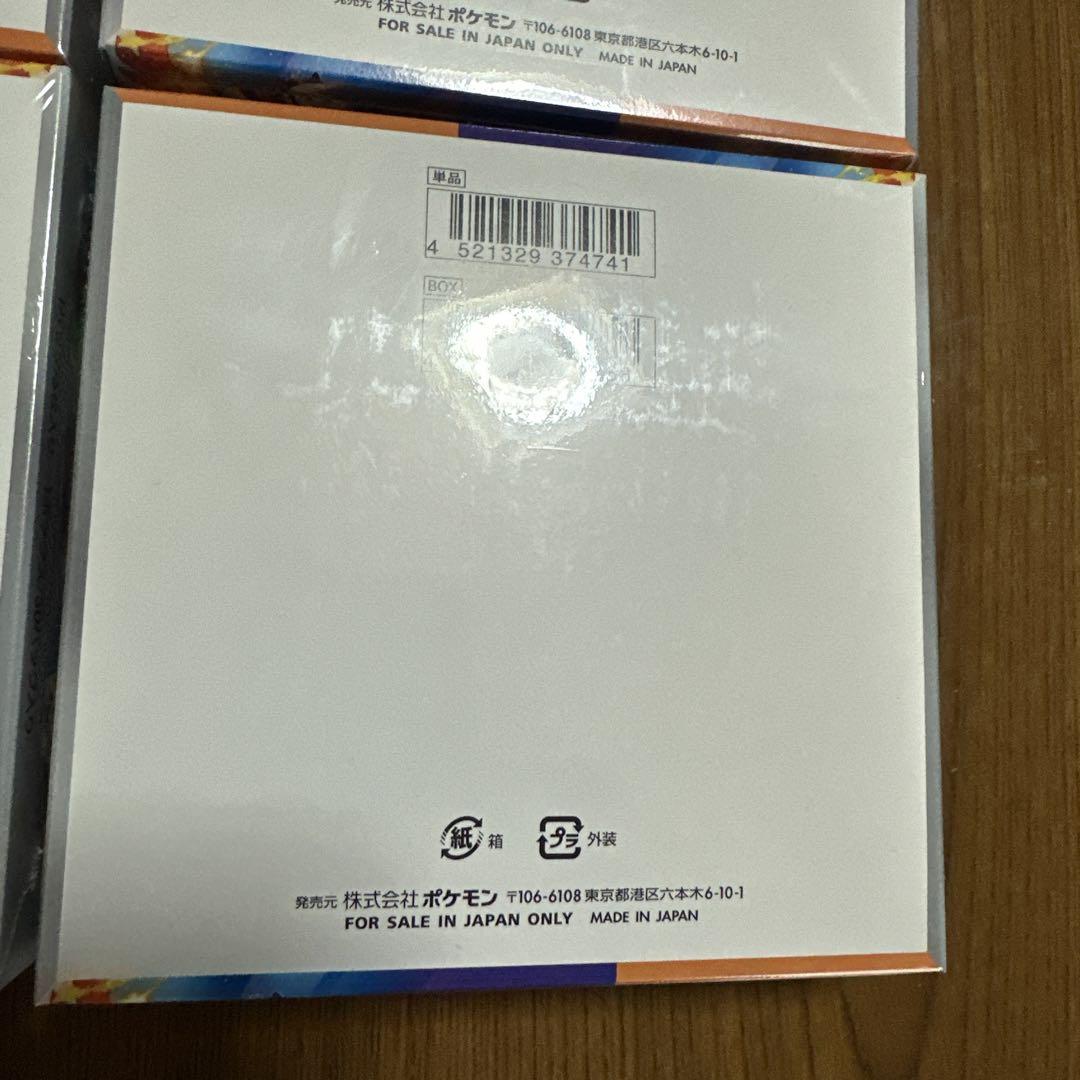 発売元 株式会社ポケモン 〒106-6108 東京都港区六本木6-10-1
FOR SALE IN JAPAN ONLY MADE IN JAPAN
単品
4 521329 374741
BOX
紙 箱 プラ 外装
発売元 株式会社ポケモン 〒106-6108 東京都港区六本木6-10-1
FOR SALE IN JAPAN ONLY MADE IN JAPAN